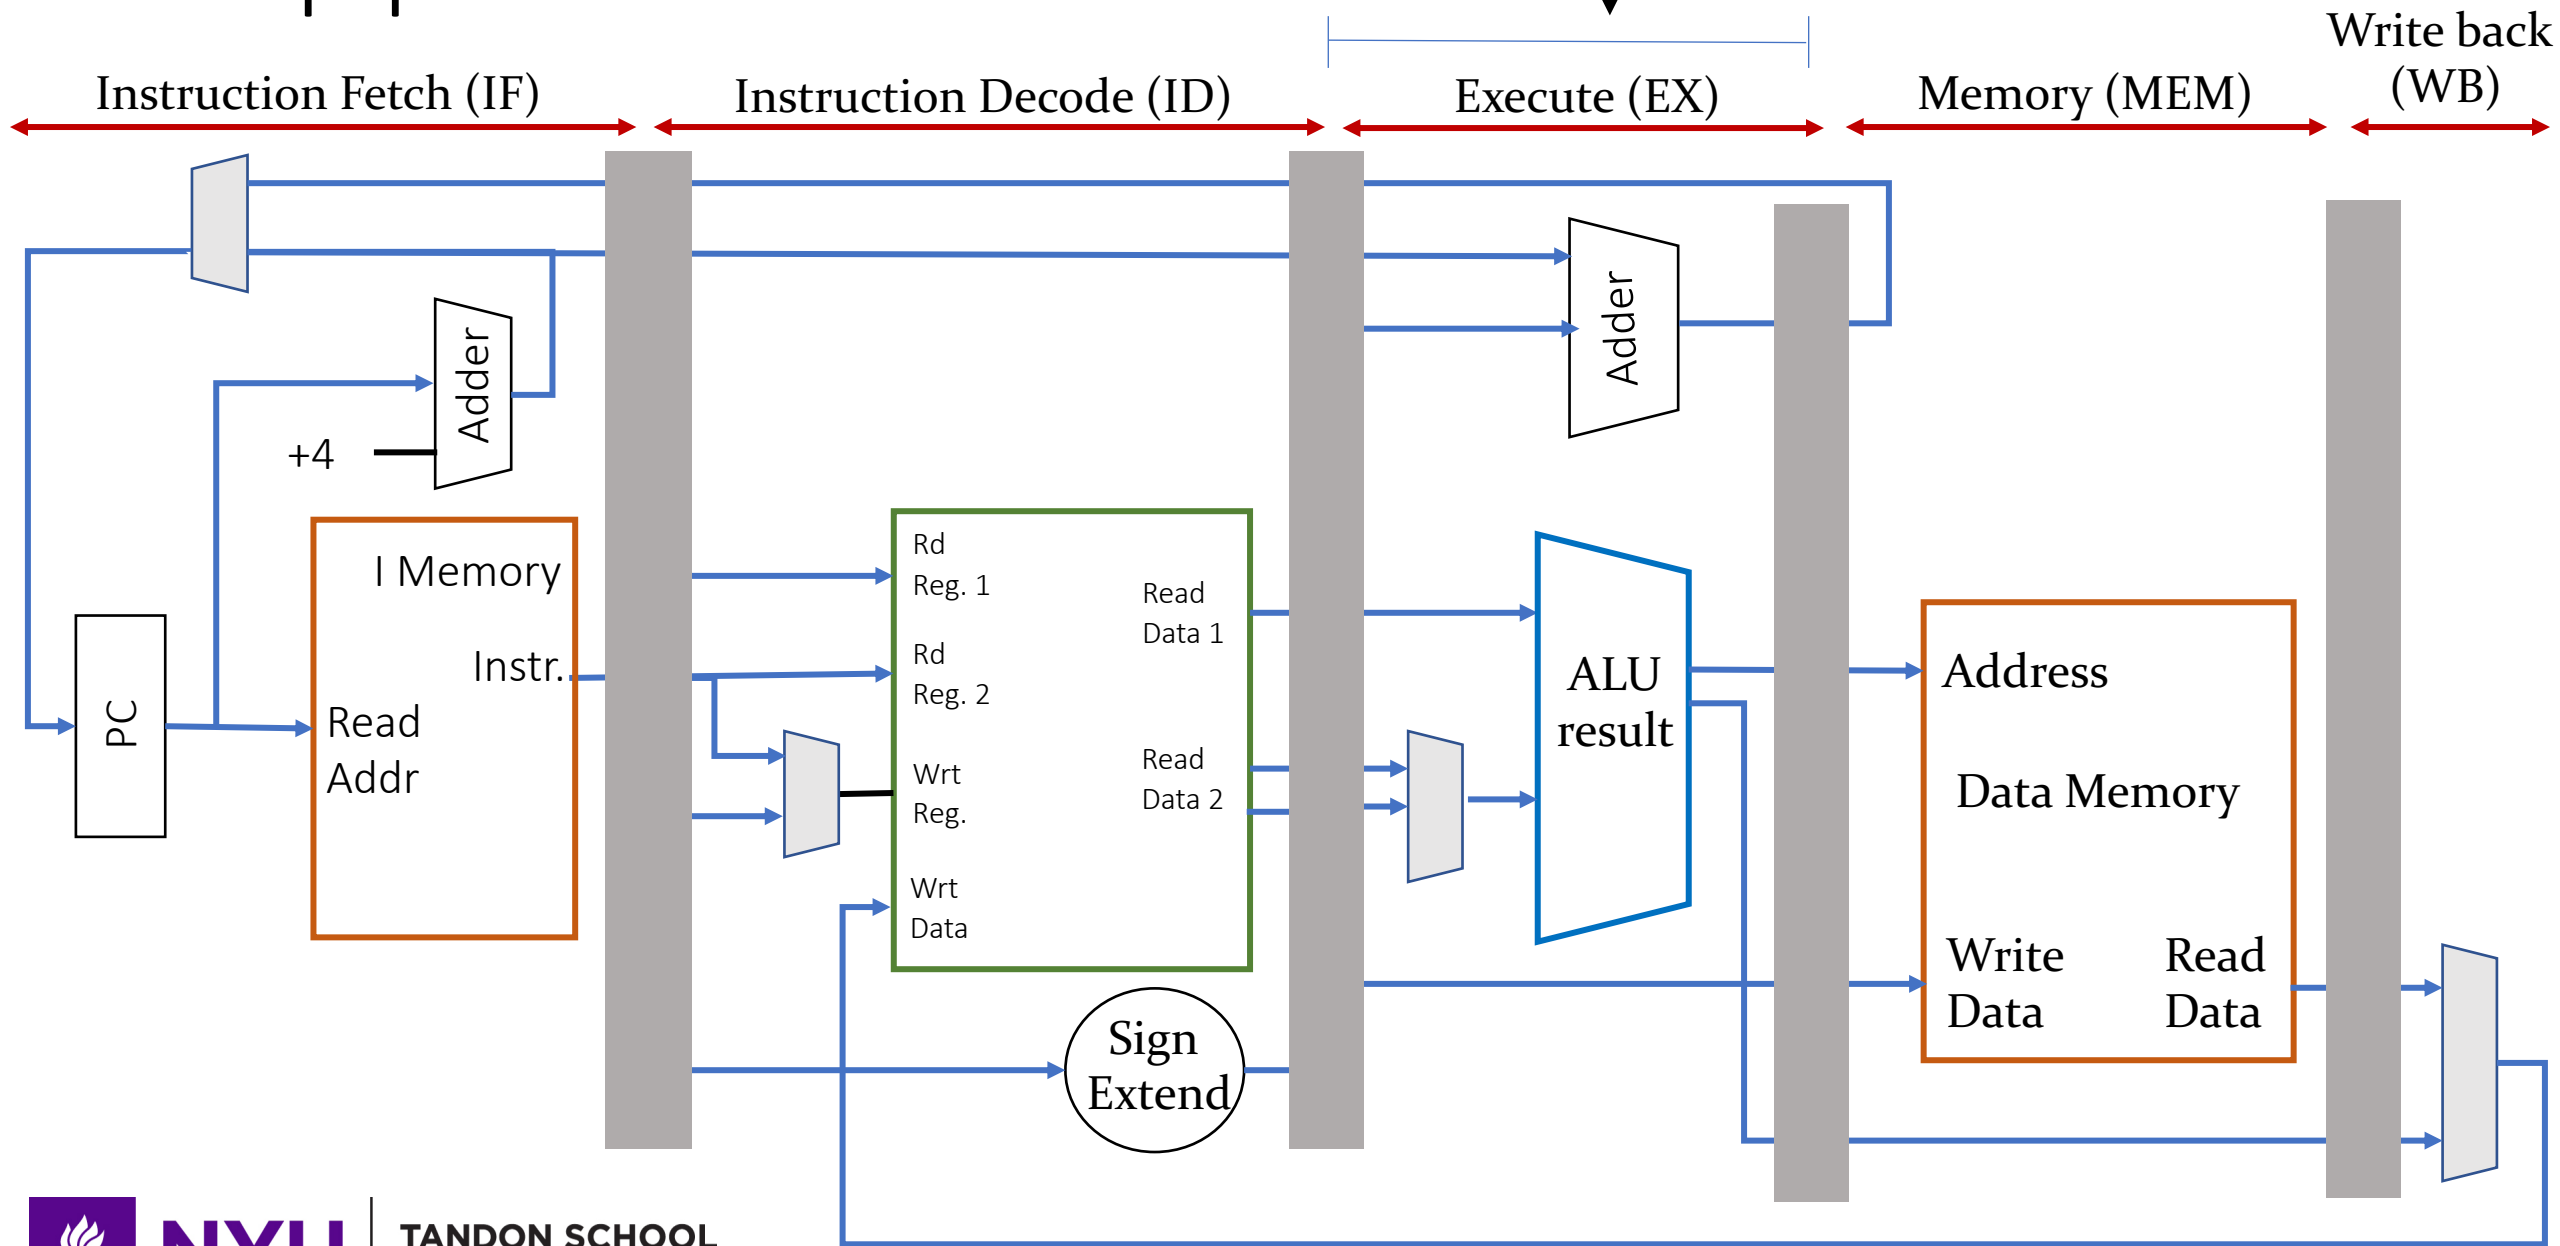 Write back
(WB)
Instruction Fetch (IF)
Instruction Decode (ID)
Execute (EX)
Memory (MEM)
Adder
+4
Adder
PC
I Memory
Instr.
Read
Addr
Rd
Reg. 1
Rd
Reg. 2
Wrt
Reg.
Wrt
Data
Read
Data 1
Read
Data 2
Sign
Extend
ALU
result
Address
Data Memory
Write
Data
Read
Data
NYU
TANDON SCHOOL